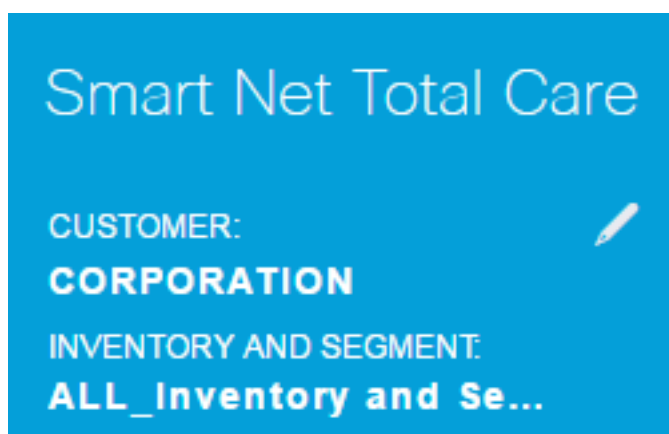 Smart Net Total Care
CUSTOMER:
CORPORATION
INVENTORY AND SEGMENT:
ALL_Inventory and Se...